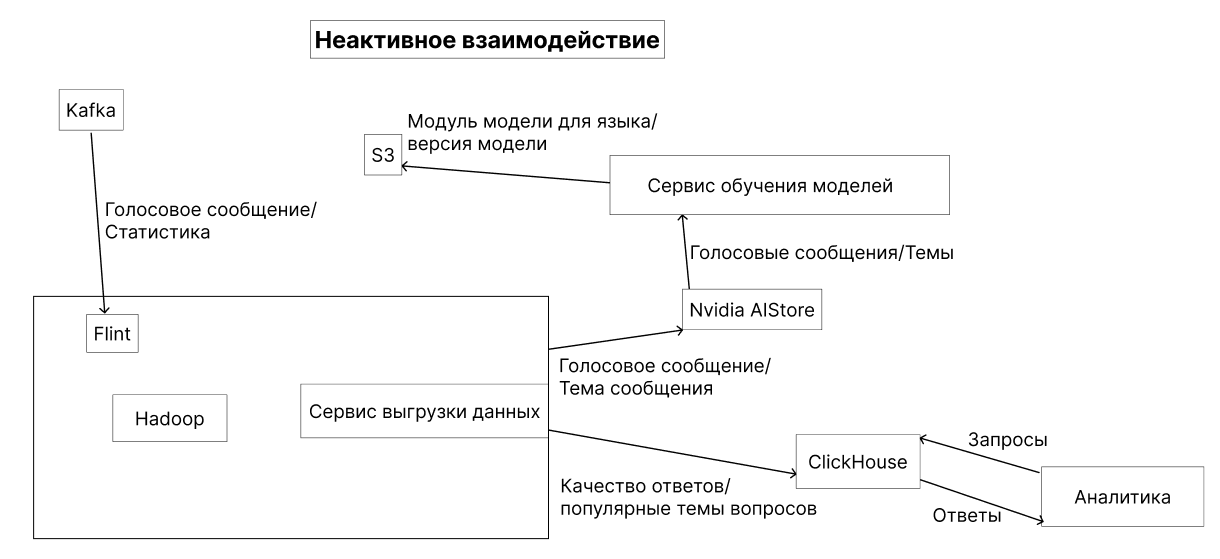 Неактивное взаимодействие
Kafka
Модуль модели для языка/
версия модели
S3
Сервис обучения моделей
Голосовое сообщение/
Статистика
Голосовые сообщения/Темы
Nvidia AIStore
Flint
Голосовое сообщение/
Тема сообщения
Hadoop
Сервис выгрузки данных
Запросы
ClickHouse
Качество ответов/
популярные темы вопросов
Аналитика
Ответы